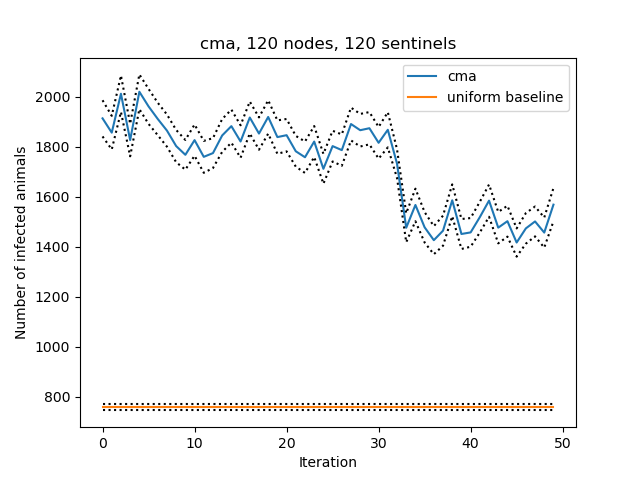 cma, 120 nodes, 120 sentinels
cma
uniform baseline
Number of infected animals
2000
1800
1600
1400
1200
1000
800
0 10 20 30 40 50
Iteration